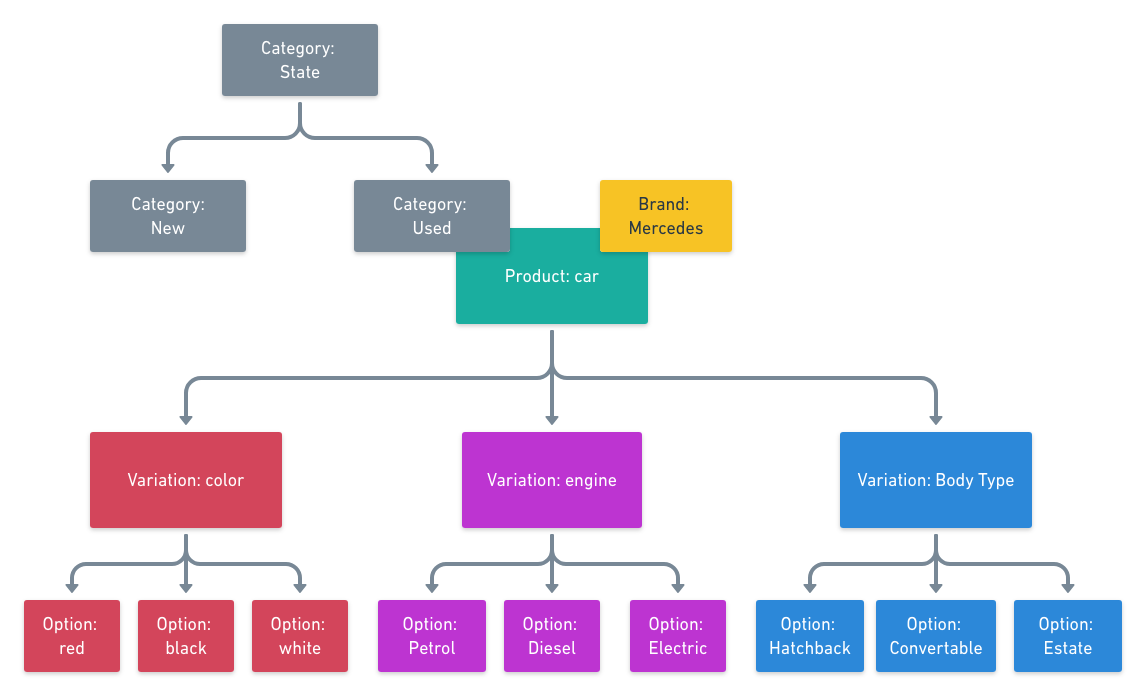 Category:
State
Category:
New
Category:
Used
Brand:
Mercedes
Product: car
Variation: color
Variation: engine
Variation: Body Type
Option:
red
Option:
black
Option:
white
Option:
Petrol
Option:
Diesel
Option:
Electric
Option:
Hatchback
Option:
Convertable
Option:
Estate